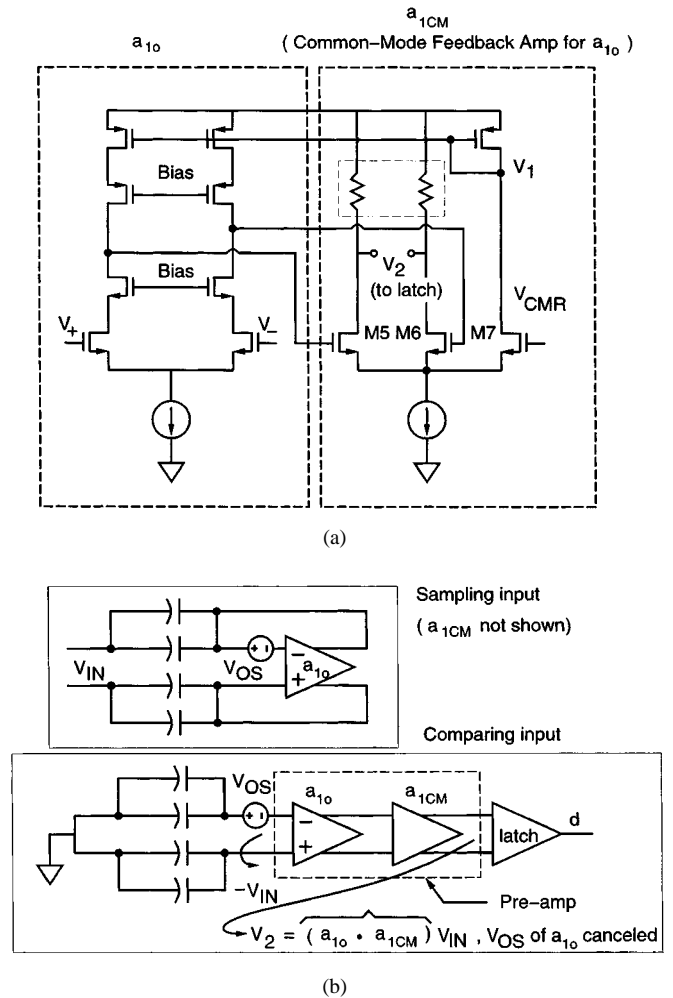 a1CM
a1o
( Common–Mode Feedback Amp for a1o )
Bias
V1
Bias
V2
(to latch)
VCMR
V+
V–
M5 M6 M7
(a)
Sampling input
( a1CM not shown)
VIN
VOS
–
a1o
+
Comparing input
VOS
a1o
a1CM
d
–
+
latch
–VIN
Pre–amp
V2 = (a1o • a1CM) VIN , VOS of a1o canceled
(b)